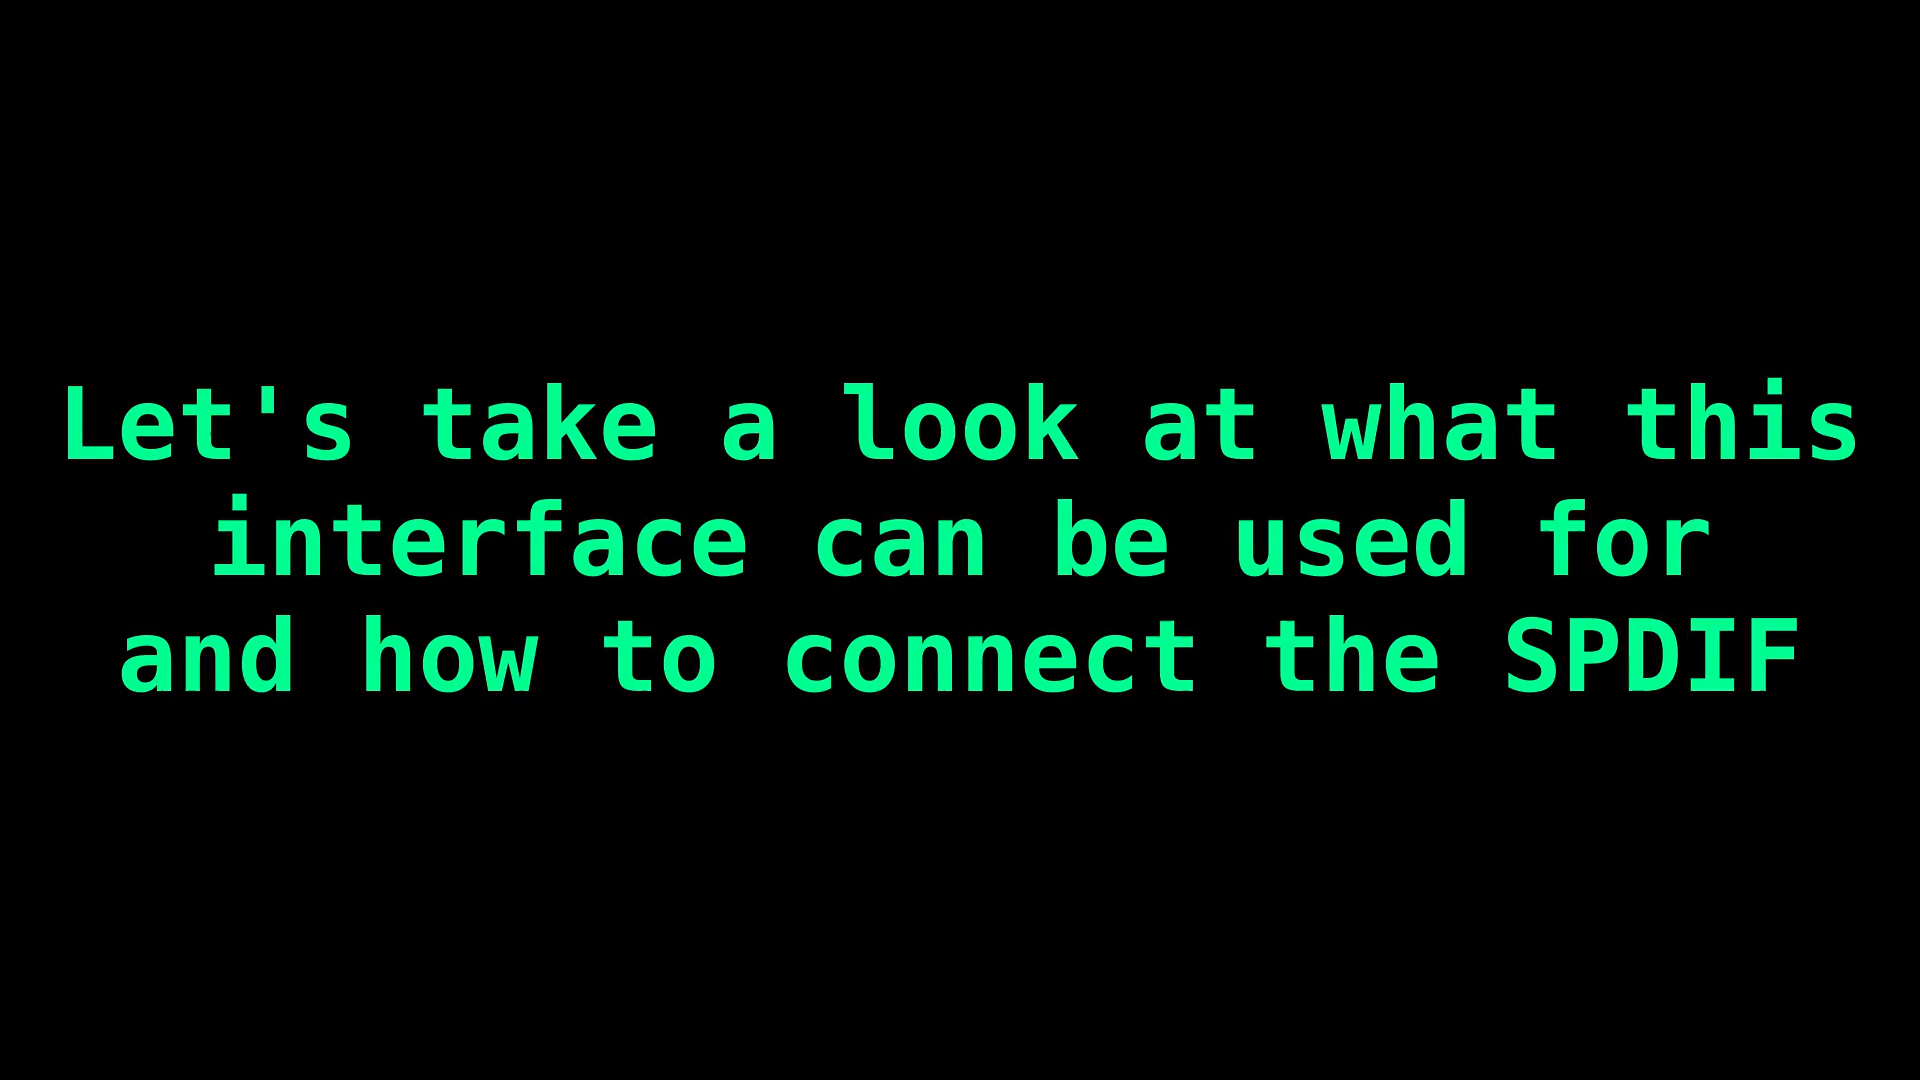 Let's take a look at what this
interface can be used for
and how to connect the SPDIF